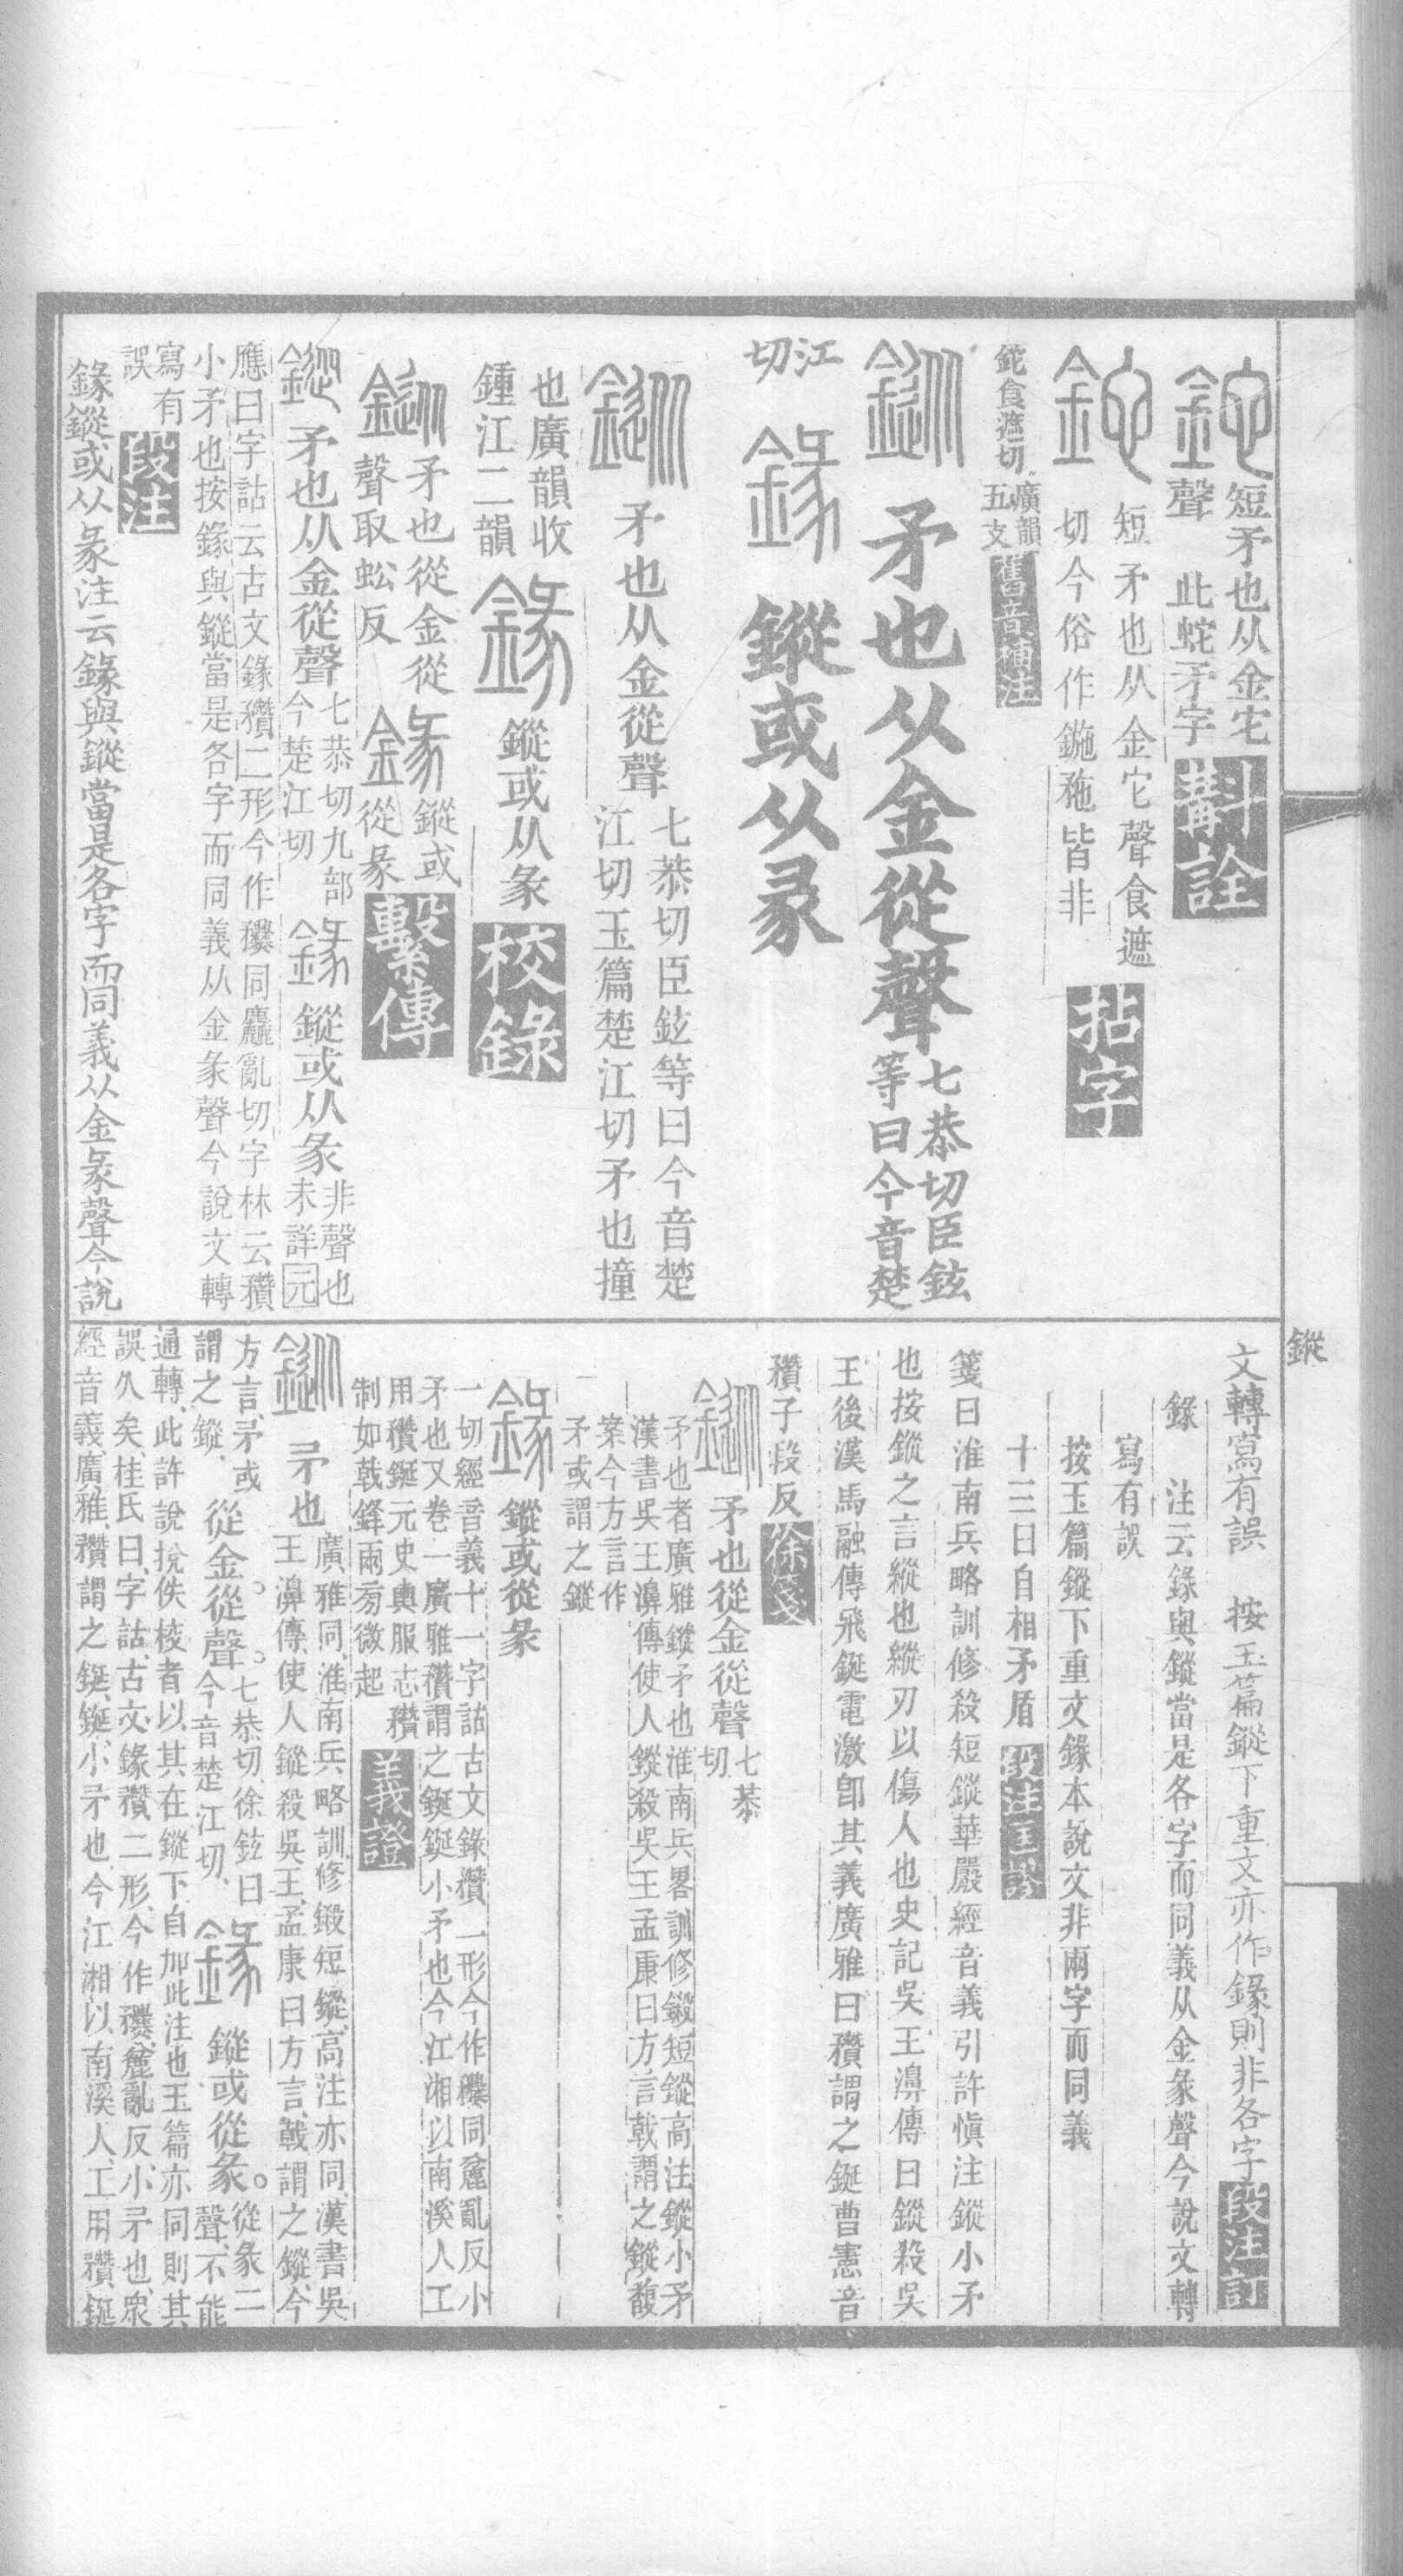 鉈短矛也从金它
聲 此蛇矛字 斠詮
鉈 短矛也从金它聲食遮
切今俗作鍦䂠皆非 拈字
鉈食遮切廣韻五支 舊音補注
鏦 矛也从金從聲七恭切臣鉉等曰今音楚
江切 錄 鏦或从彖
鏦 矛也从金從聲 七恭切臣鉉等曰今音楚
江切玉篇楚江切矛也撞
也廣韻收
鍾江二韻 鏦或从彖 校錄
鏦矛也從金從
聲取蚣反 鏦或
從彖 繫傳
鏦矛也从金從聲七恭切九部今楚江切 鏦或从彖非聲也未詳元
應曰字詁云古文錄穳二形今作𥎞同麤亂切字林云穳
小矛也按錄與鏦當是各字而同義从金彖聲今說文轉
寫有
誤 段注
錄鏦或从彖注云錄與鏦當是各字而同義从金彖聲今說
鏦
文轉寫有誤 按玉篇鏦下重文亦作錄則非各字 段注訂
錄 注云錄與鏦當是各字而同義从金彖聲今說文轉
寫有誤
按玉篇鏦下重文錄本說文非兩字而同義
十三曰自相矛盾 段注匡謬
箋曰淮南兵略訓修殺短鏦華嚴經音義引許愼注鏦小矛
也按鏦之言縱也縱刃以傷人也史記吳王濞傳曰鏦殺吳
王後漢馬融傳飛鋋電激卽其義廣雅曰穳謂之鋋曹憲音
穳子段反 徐箋
鏦矛也從金從聲七恭切
矛也者廣雅鏦矛也淮南兵畧訓修鎩短鏦高注鏦小矛
漢書吳王濞傳使人鏦殺吳王孟康曰方言戟謂之鏦馥
案今方言作
矛或謂之鏦
鏦或從彖
一切經音義十一字詁古文錄穳二形今作𥎞同麤亂反小
矛也又卷一廣雅穳謂之鋋鋋小矛也今江湘以南溪人工
用穳鋋元史輿服志穳
制如戟鋒兩旁微起 義證
鏦 矛也廣雅同淮南兵略訓修鎩短鏦高注亦同漢書吳
王濞傳使人鏦殺吳王孟康曰方言戟謂之鏦今
方言矛或
謂之鏦 從金從聲。七恭切徐鉉曰今音楚江切 鏦或從彖。從彖二聲不能
通轉此許說捝佚校者以其在鏦下自加此注也玉篇亦同則其
誤久矣桂氏曰字詁古文錄穳二形今作𥎞麤亂反小矛也衆
經音義廣雅穳謂之鋋鋋小矛也今江湘以南溪人工用穳鋋